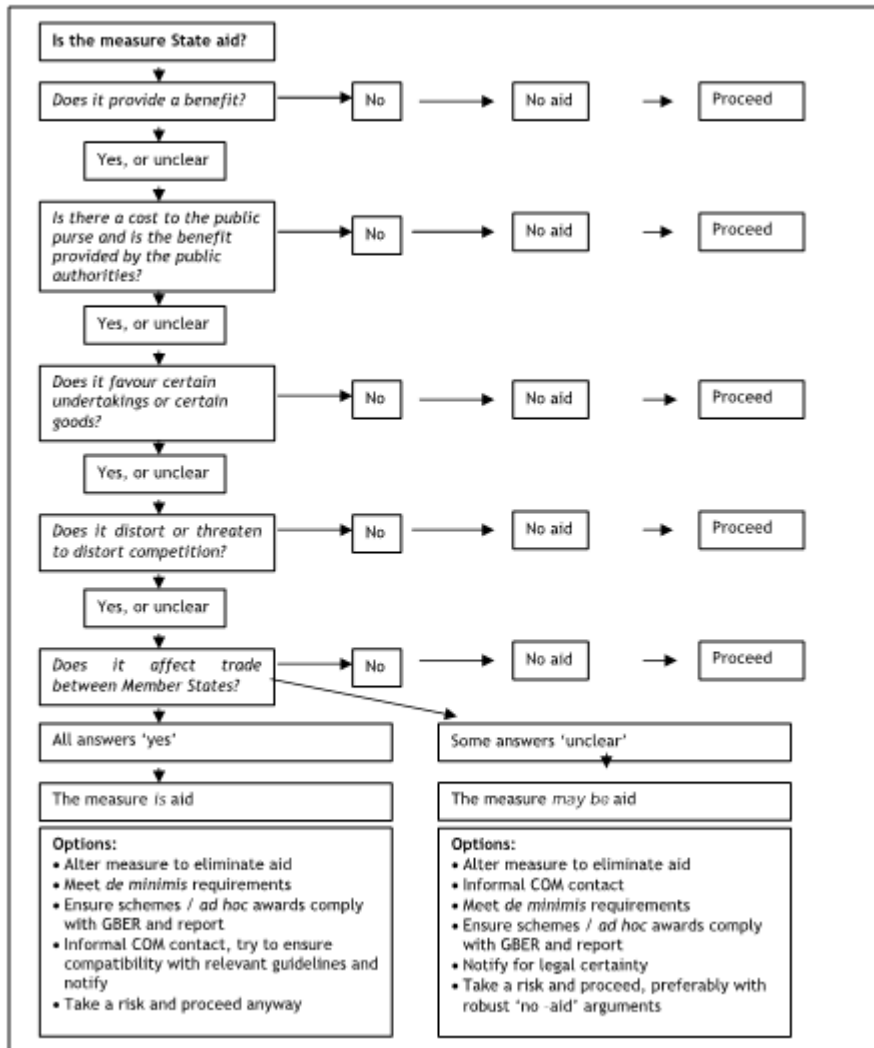 Is the measure State aid?
Does it provide a benefit?
No
No aid
Proceed
Yes, or unclear
Is there a cost to the public
purse and is the benefit
provided by the public
authorities?
No
No aid
Proceed
Yes, or unclear
Does it favour certain
undertakings or certain
goods?
No
No aid
Proceed
Yes, or unclear
Does it distort or threaten
to distort competition?
No
No aid
Proceed
Yes, or unclear
Does it affect trade
between Member States?
No
No aid
Proceed
All answers ‘yes’
The measure is aid
Options:
• Alter measure to eliminate aid
• Meet de minimis requirements
• Ensure schemes / ad hoc awards comply
with GBER and report
• Informal COM contact, try to ensure
compatibility with relevant guidelines and
notify
• Take a risk and proceed anyway
Some answers ‘unclear’
The measure may be aid
Options:
• Alter measure to eliminate aid
• Informal COM contact
• Meet de minimis requirements
• Ensure schemes / ad hoc awards comply
with GBER and report
• Notify for legal certainty
• Take a risk and proceed, preferably with
robust ‘no -aid’ arguments